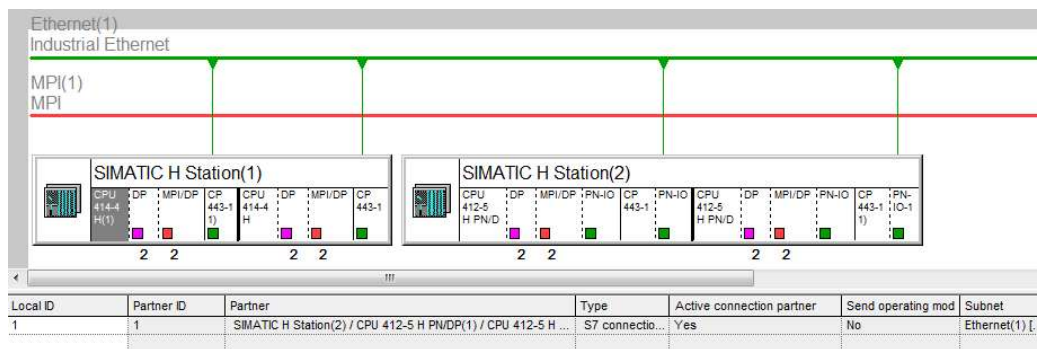 Ethernet(1)
Industrial Ethernet
MPI(1)
MPI
SIMATIC H Station(1)
CPU 414-4 H(1)
DP
MPI/DP
CP 443-1 1)
CPU 414-4 H
DP
MPI/DP
CP 443-1
2 2 2 2
SIMATIC H Station(2)
CPU 412-5 H PN/D
DP
MPI/DP
PN-IO
CP 443-1
PN-IO
CPU 412-5 H PN/D
DP
MPI/DP
PN-IO
CP 443-1 1)
PN-IO-1
2 2 2 2
Local ID Partner ID Partner Type Active connection partner Send operating mod Subnet
1 1 SIMATIC H Station(2) / CPU 412-5 H PN/DP(1) / CPU 412-5 H ... S7 connectio... Yes No Ethernet(1) [.